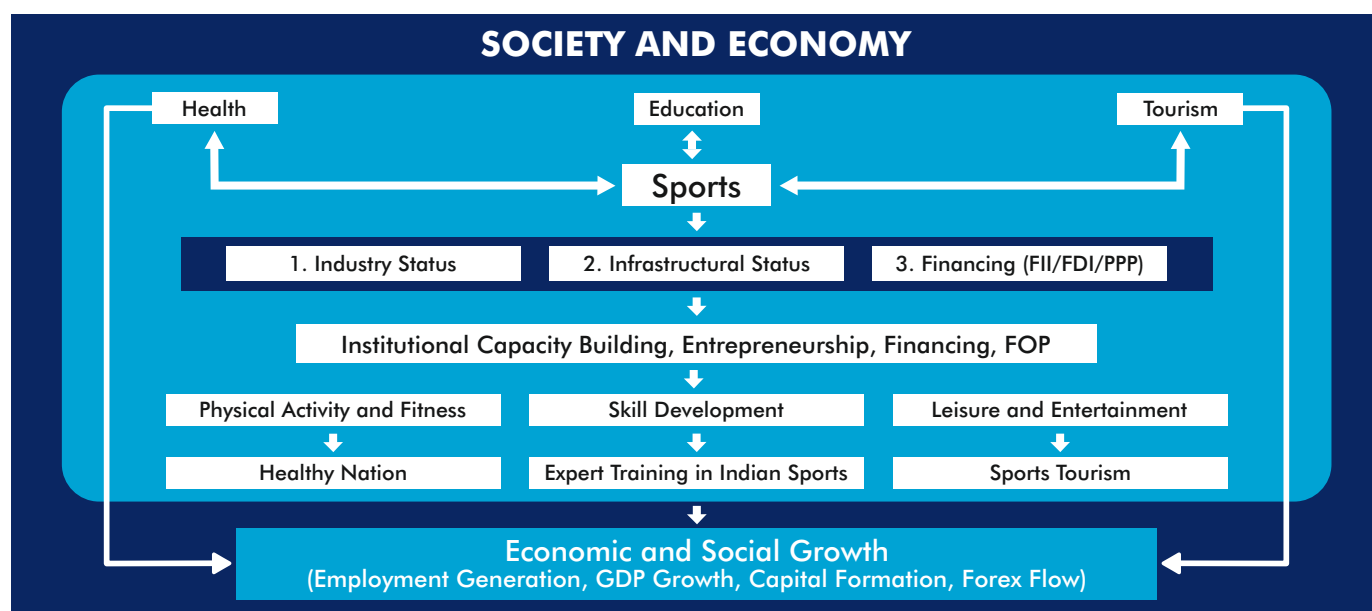 SOCIETY AND ECONOMY
Health
Education
Tourism
Sports
1. Industry Status
2. Infrastructural Status
3. Financing (FII/FDI/PPP)
Institutional Capacity Building, Entrepreneurship, Financing, FOP
Physical Activity and Fitness
Skill Development
Leisure and Entertainment
Healthy Nation
Expert Training in Indian Sports
Sports Tourism
Economic and Social Growth
(Employment Generation, GDP Growth, Capital Formation, Forex Flow)